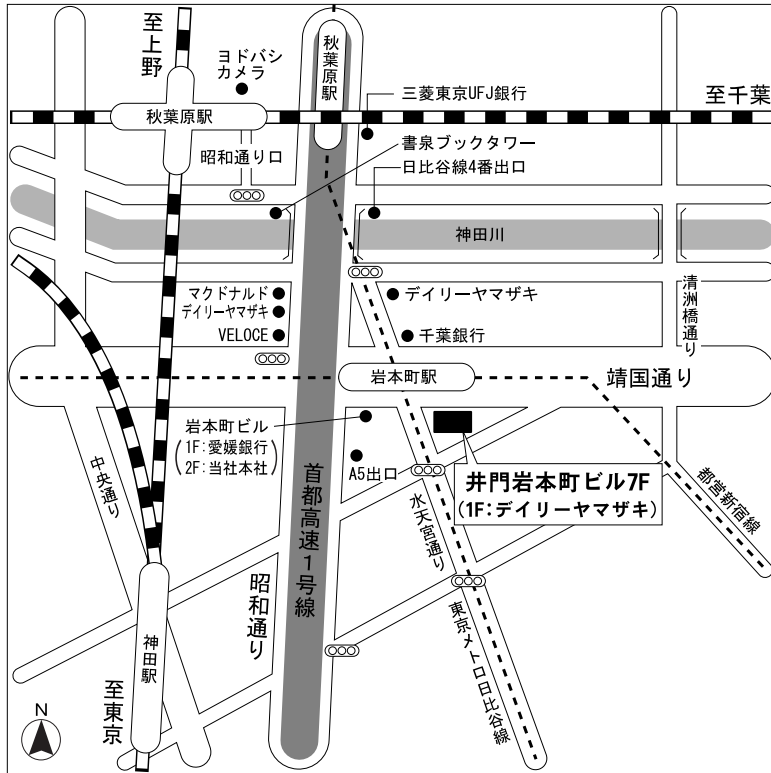 至上野
ヨドバシ
カメラ
秋葉原駅
三菱東京UFJ銀行
至千葉
秋葉原駅
書泉ブックタワー
昭和通り口
日比谷線4番出口
神田川
清洲橋通り
マクドナルド
デイリーヤマザキ
デイリーヤマザキ
VELOCE
千葉銀行
岩本町駅
靖国通り
岩本町ビル
(1F:愛媛銀行
2F:当社本社)
A5出口
井門岩本町ビル7F
(1F:デイリーヤマザキ)
中央通り
首都高速1号線
水天宮通り
都営新宿線
昭和通り
東京メトロ日比谷線
神田駅
至東京
N